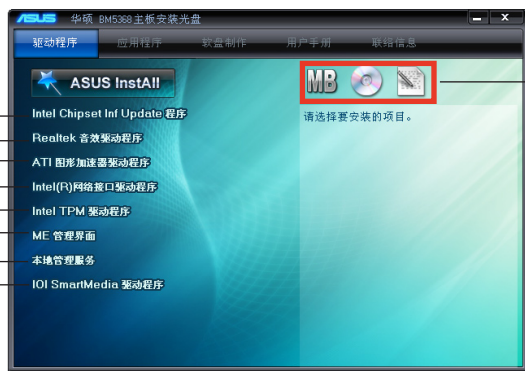 ASUS 华硕 BM5368主板安装光盘
驱动程序 应用程序 软盘制作 用户手册 联络信息
ASUS InstAll
MB
Intel Chipset Inf Update 程序
请选择要安装的项目。
Realtek 音效驱动程序
ATI 图形加速器驱动程序
Intel(R)网络接口驱动程序
Intel TPM 驱动程序
ME 管理界面
本地管理服务
IOI SmartMedia 驱动程序